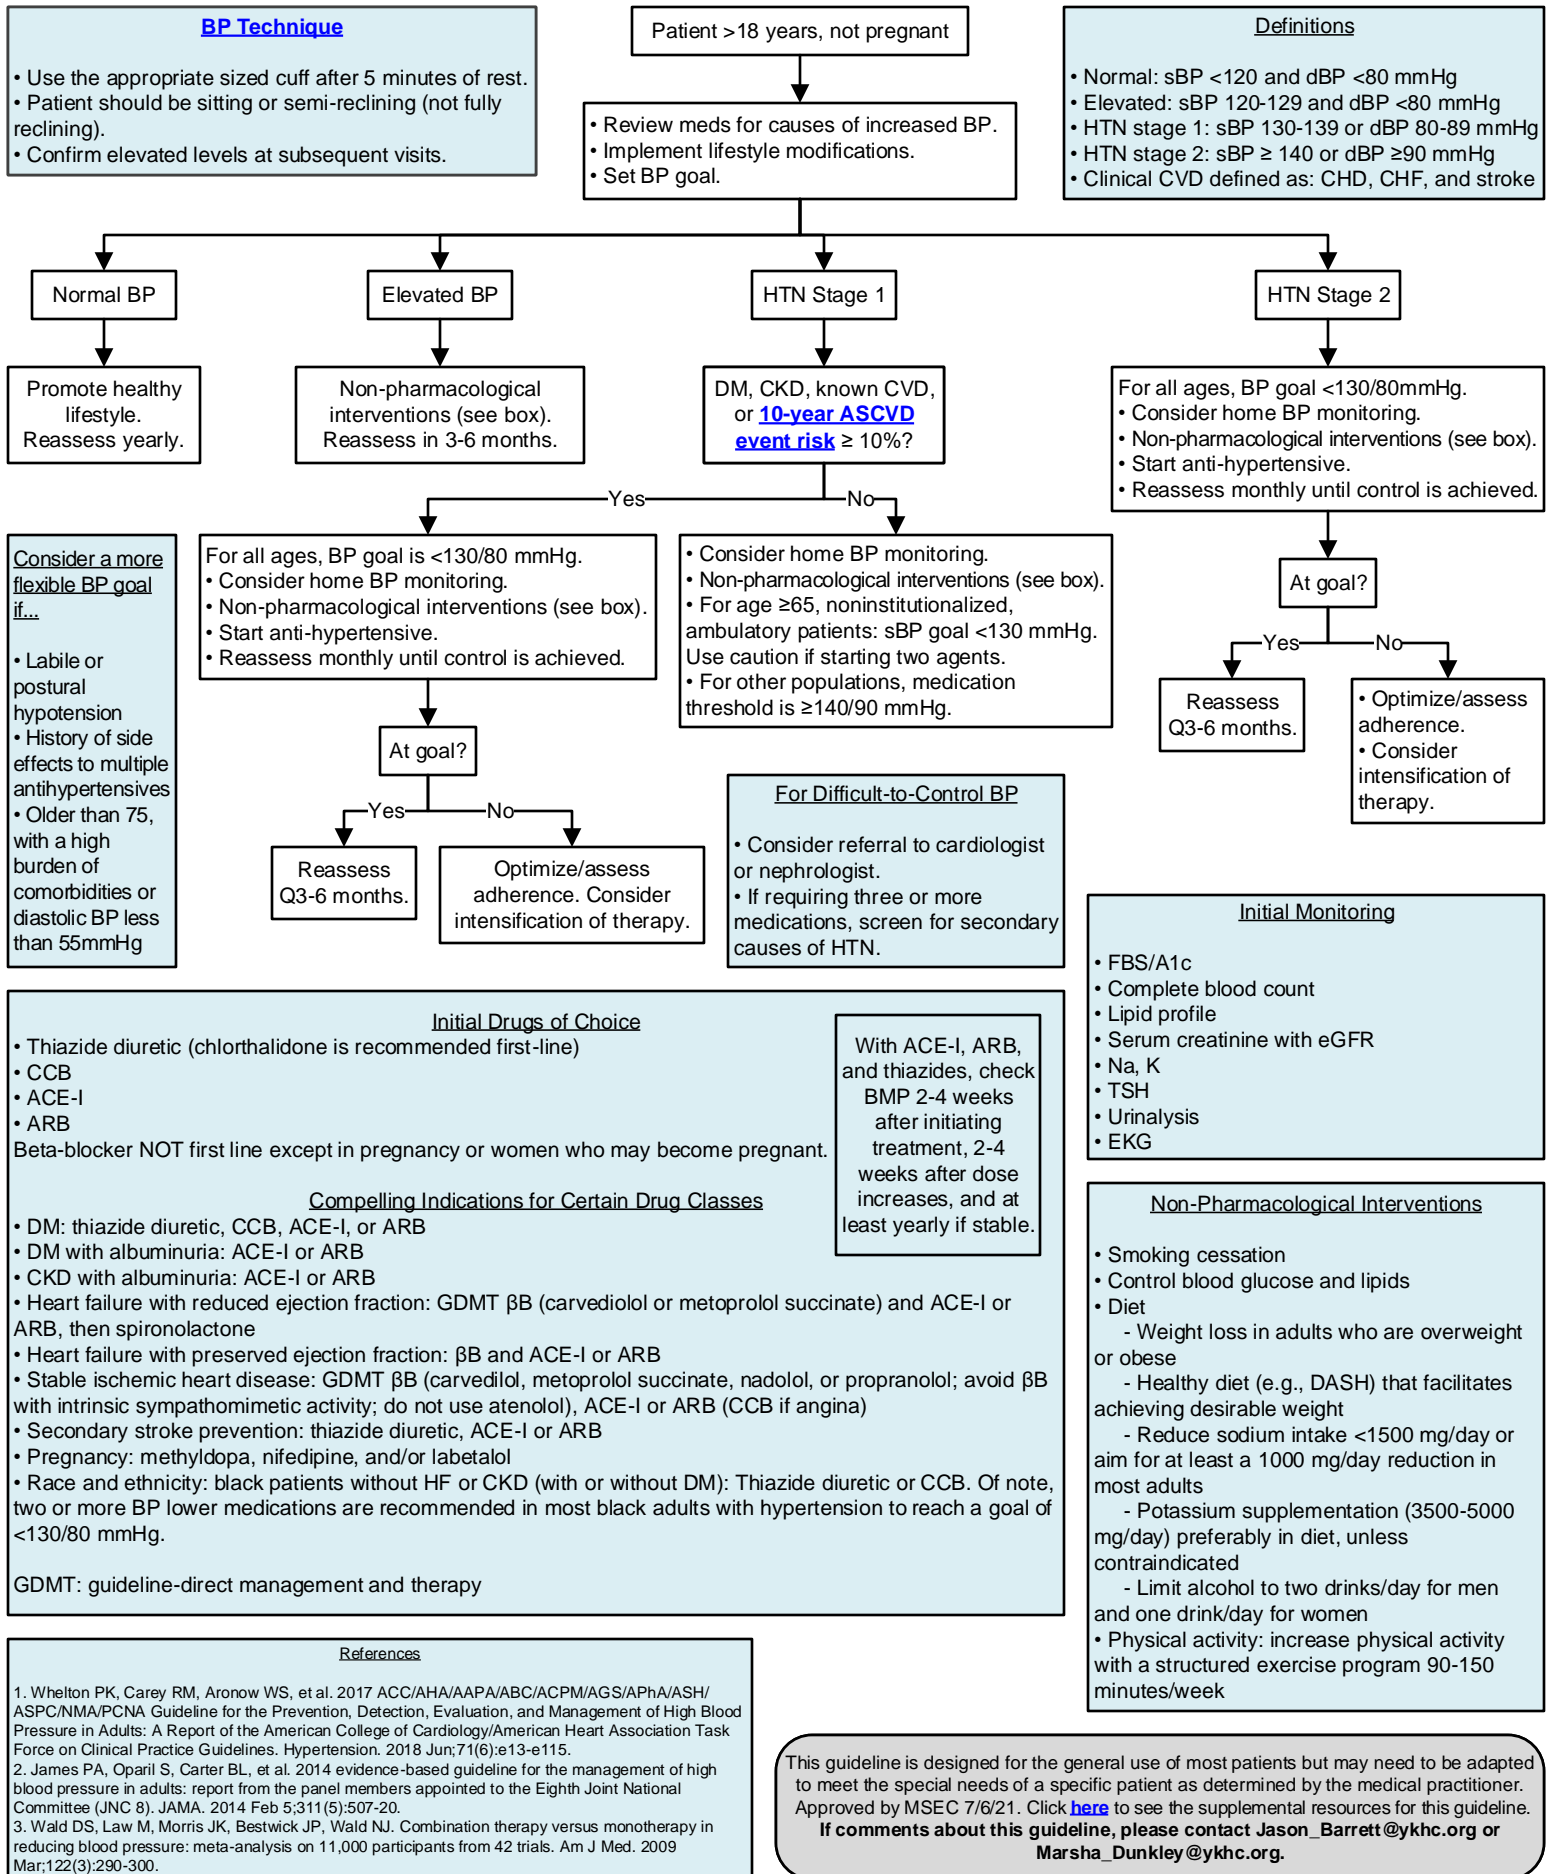 BP Technique
• Use the appropriate sized cuff after 5 minutes of rest.
• Patient should be sitting or semi-reclining (not fully
reclining).
• Confirm elevated levels at subsequent visits.
Patient >18 years, not pregnant
• Review meds for causes of increased BP.
• Implement lifestyle modifications.
• Set BP goal.
Definitions
• Normal: sBP <120 and dBP <80 mmHg
• Elevated: sBP 120-129 and dBP <80 mmHg
• HTN stage 1: sBP 130-139 or dBP 80-89 mmHg
• HTN stage 2: sBP ≥ 140 or dBP ≥90 mmHg
• Clinical CVD defined as: CHD, CHF, and stroke
Normal BP
Promote healthy
lifestyle.
Reassess yearly.
Elevated BP
Non-pharmacological
interventions (see box).
Reassess in 3-6 months.
HTN Stage 1
DM, CKD, known CVD,
or 10-year ASCVD
event risk ≥ 10%?
HTN Stage 2
For all ages, BP goal <130/80mmHg.
• Consider home BP monitoring.
• Non-pharmacological interventions (see box).
• Start anti-hypertensive.
• Reassess monthly until control is achieved.
Yes
No
Consider a more
flexible BP goal
if...
• Labile or
postural
hypotension
• History of side
effects to multiple
antihypertensives
• Older than 75,
with a high
burden of
comorbidities or
diastolic BP less
than 55mmHg
For all ages, BP goal is <130/80 mmHg.
• Consider home BP monitoring.
• Non-pharmacological interventions (see box).
• Start anti-hypertensive.
• Reassess monthly until control is achieved.
• Consider home BP monitoring.
• Non-pharmacological interventions (see box).
• For age ≥65, noninstitutionalized,
ambulatory patients: sBP goal <130 mmHg.
Use caution if starting two agents.
• For other populations, medication
threshold is ≥140/90 mmHg.
At goal?
Yes
No
Reassess
Q3-6 months.
• Optimize/assess
adherence.
• Consider
intensification of
therapy.
At goal?
Yes
No
Reassess
Q3-6 months.
Optimize/assess
adherence. Consider
intensification of therapy.
For Difficult-to-Control BP
• Consider referral to cardiologist
or nephrologist.
• If requiring three or more
medications, screen for secondary
causes of HTN.
Initial Monitoring
• FBS/A1c
• Complete blood count
• Lipid profile
• Serum creatinine with eGFR
• Na, K
• TSH
• Urinalysis
• EKG
Initial Drugs of Choice
• Thiazide diuretic (chlorthalidone is recommended first-line)
• CCB
• ACE-I
• ARB
Beta-blocker NOT first line except in pregnancy or women who may become pregnant.
With ACE-I, ARB,
and thiazides, check
BMP 2-4 weeks
after initiating
treatment, 2-4
weeks after dose
increases, and at
least yearly if stable.
Compelling Indications for Certain Drug Classes
• DM: thiazide diuretic, CCB, ACE-I, or ARB
• DM with albuminuria: ACE-I or ARB
• CKD with albuminuria: ACE-I or ARB
• Heart failure with reduced ejection fraction: GDMT βB (carvediolol or metoprolol succinate) and ACE-I or
ARB, then spironolactone
• Heart failure with preserved ejection fraction: βB and ACE-I or ARB
• Stable ischemic heart disease: GDMT βB (carvedilol, metoprolol succinate, nadolol, or propranolol; avoid βB
with intrinsic sympathomimetic activity; do not use atenolol), ACE-I or ARB (CCB if angina)
• Secondary stroke prevention: thiazide diuretic, ACE-I or ARB
• Pregnancy: methyldopa, nifedipine, and/or labetalol
• Race and ethnicity: black patients without HF or CKD (with or without DM): Thiazide diuretic or CCB. Of note,
two or more BP lower medications are recommended in most black adults with hypertension to reach a goal of
<130/80 mmHg.
GDMT: guideline-direct management and therapy
Non-Pharmacological Interventions
• Smoking cessation
• Control blood glucose and lipids
• Diet
- Weight loss in adults who are overweight
or obese
- Healthy diet (e.g., DASH) that facilitates
achieving desirable weight
- Reduce sodium intake <1500 mg/day or
aim for at least a 1000 mg/day reduction in
most adults
- Potassium supplementation (3500-5000
mg/day) preferably in diet, unless
contraindicated
- Limit alcohol to two drinks/day for men
and one drink/day for women
• Physical activity: increase physical activity
with a structured exercise program 90-150
minutes/week
References
1. Whelton PK, Carey RM, Aronow WS, et al. 2017 ACC/AHA/AAPA/ABC/ACPM/AGS/APhA/ASH/
ASPC/NMA/PCNA Guideline for the Prevention, Detection, Evaluation, and Management of High Blood
Pressure in Adults: A Report of the American College of Cardiology/American Heart Association Task
Force on Clinical Practice Guidelines. Hypertension. 2018 Jun;71(6):e13-e115.
2. James PA, Oparil S, Carter BL, et al. 2014 evidence-based guideline for the management of high
blood pressure in adults: report from the panel members appointed to the Eighth Joint National
Committee (JNC 8). JAMA. 2014 Feb 5;311(5):507-20.
3. Wald DS, Law M, Morris JK, Bestwick JP, Wald NJ. Combination therapy versus monotherapy in
reducing blood pressure: meta-analysis on 11,000 participants from 42 trials. Am J Med. 2009
Mar;122(3):290-300.
This guideline is designed for the general use of most patients but may need to be adapted
to meet the special needs of a specific patient as determined by the medical practitioner.
Approved by MSEC 7/6/21. Click here to see the supplemental resources for this guideline.
If comments about this guideline, please contact Jason_Barrett@ykhc.org or
Marsha_Dunkley@ykhc.org.